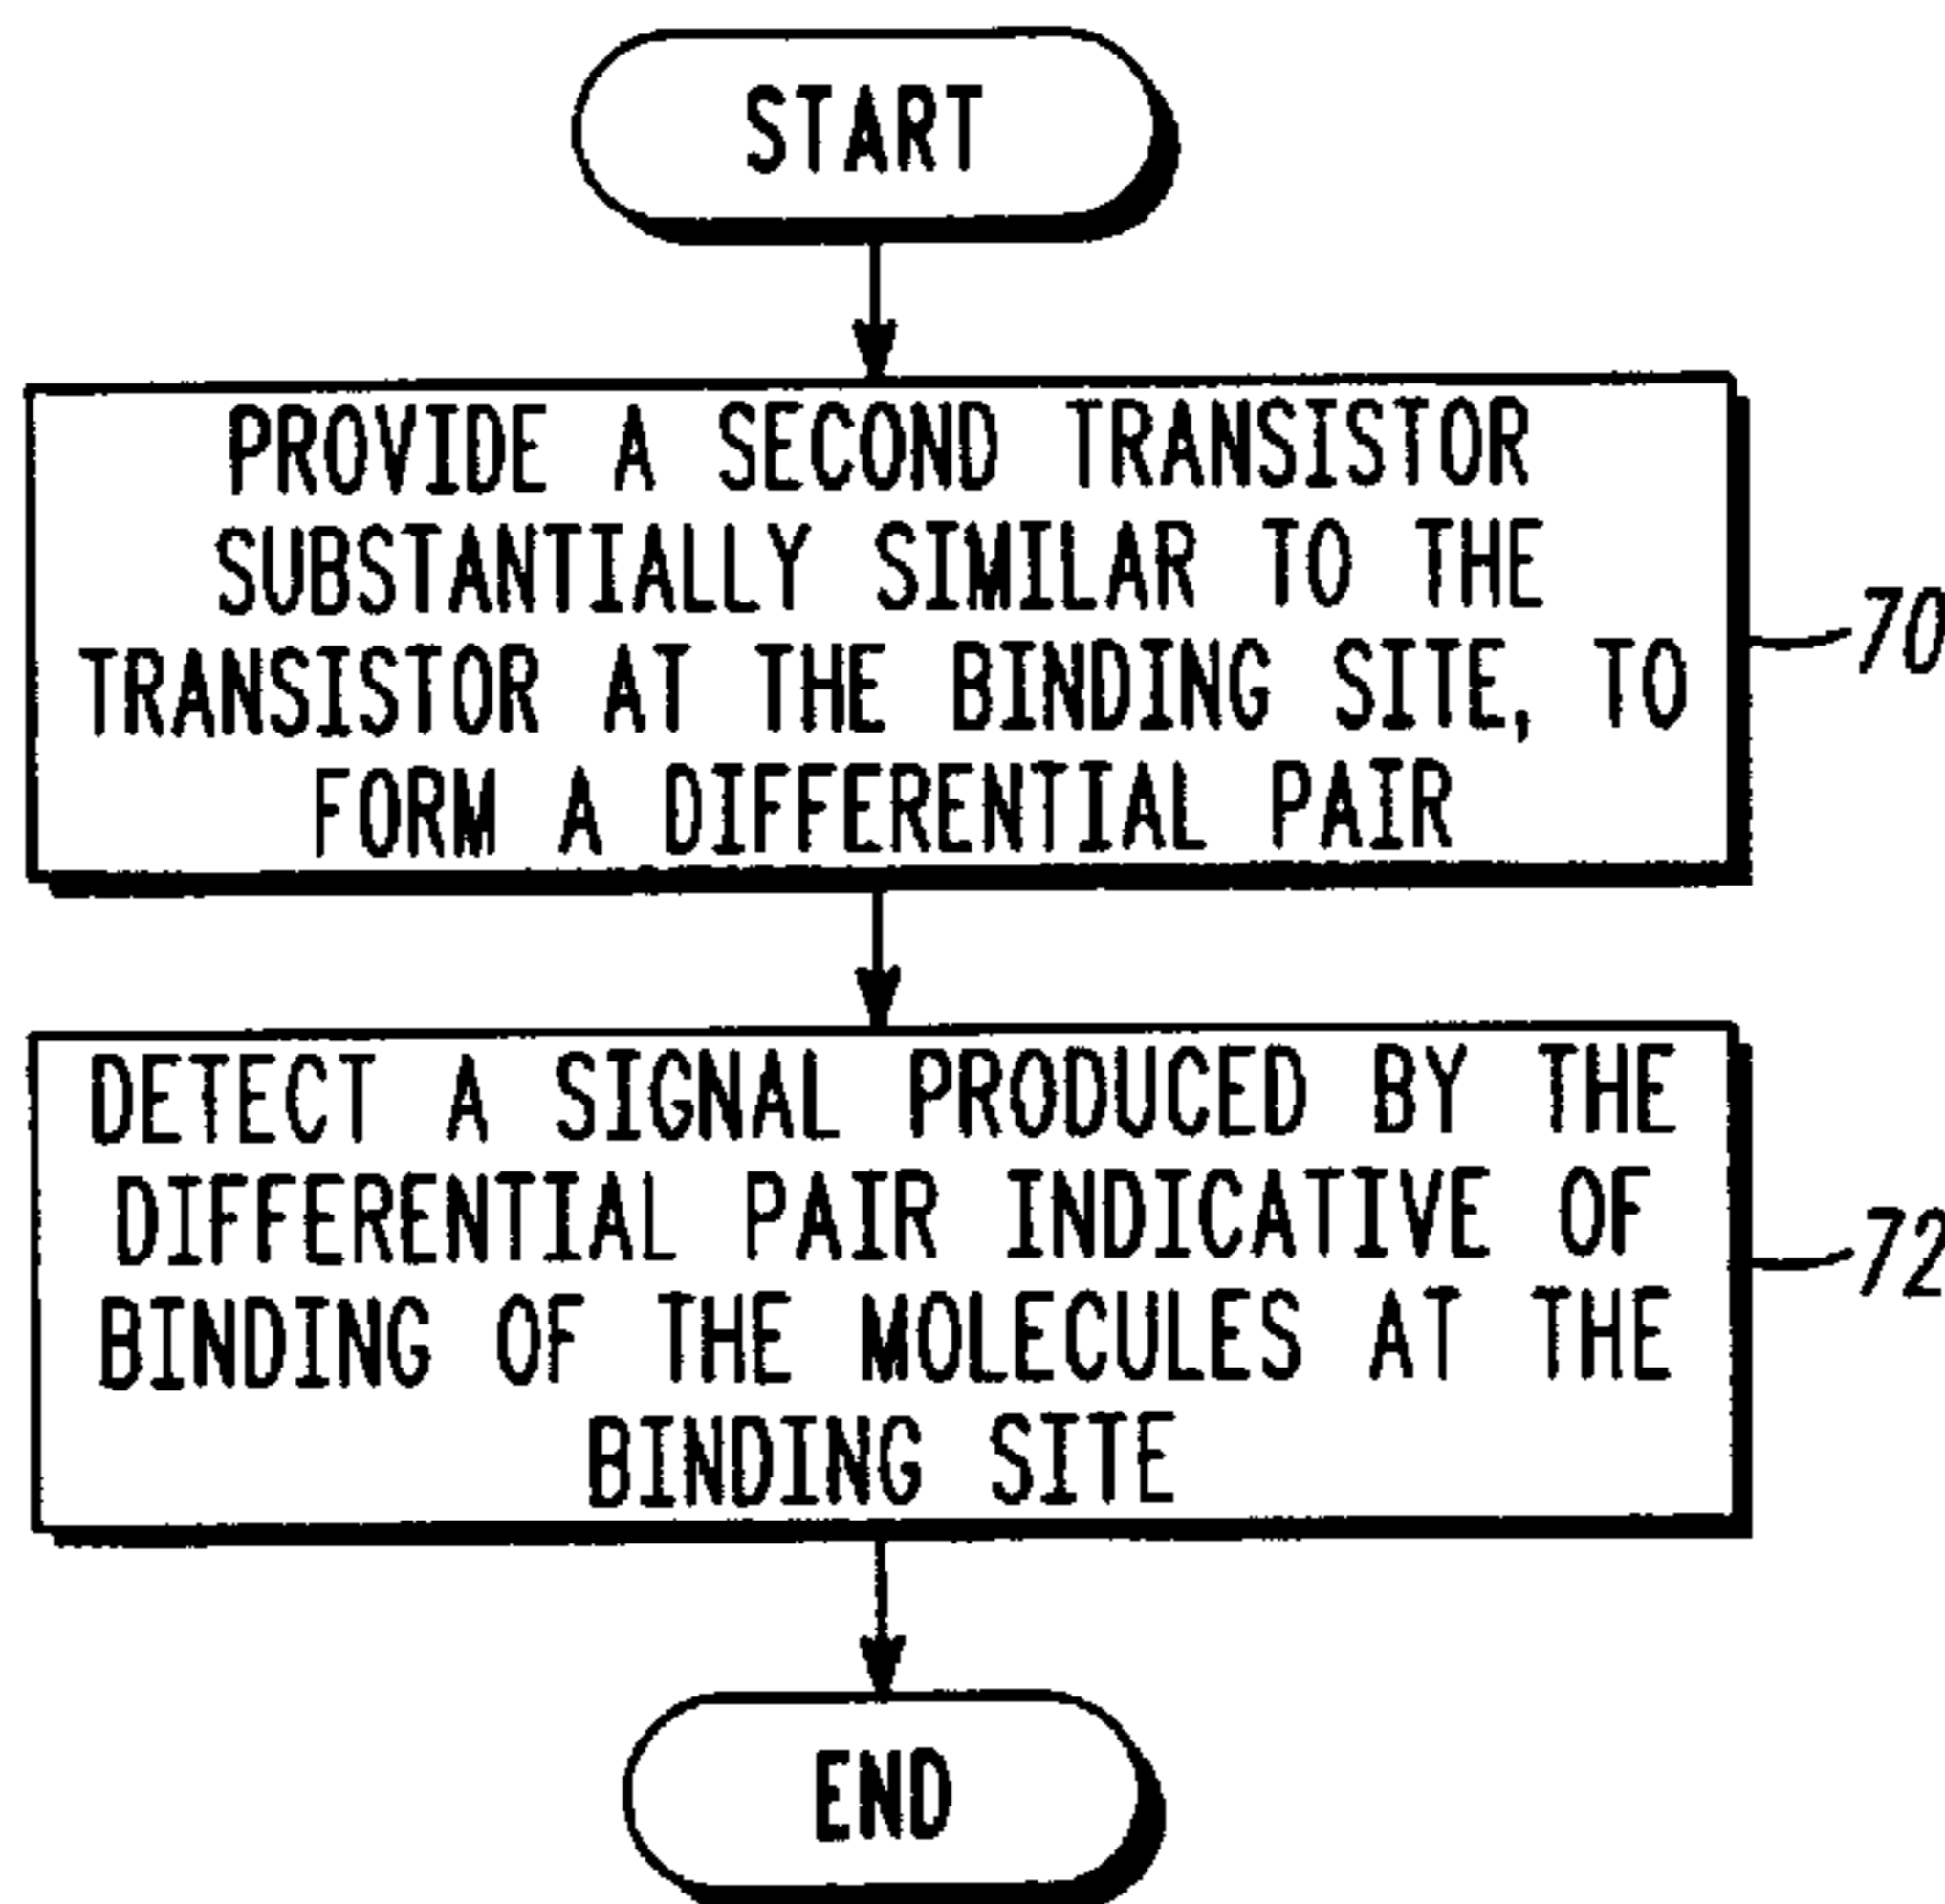 START
PROVIDE A SECOND TRANSISTOR
SUBSTANTIALLY SIMILAR TO THE
TRANSISTOR AT THE BINDING SITE, TO
FORM A DIFFERENTIAL PAIR
70
DETECT A SIGNAL PRODUCED BY THE
DIFFERENTIAL PAIR INDICATIVE OF
BINDING OF THE MOLECULES AT THE
BINDING SITE
72
END